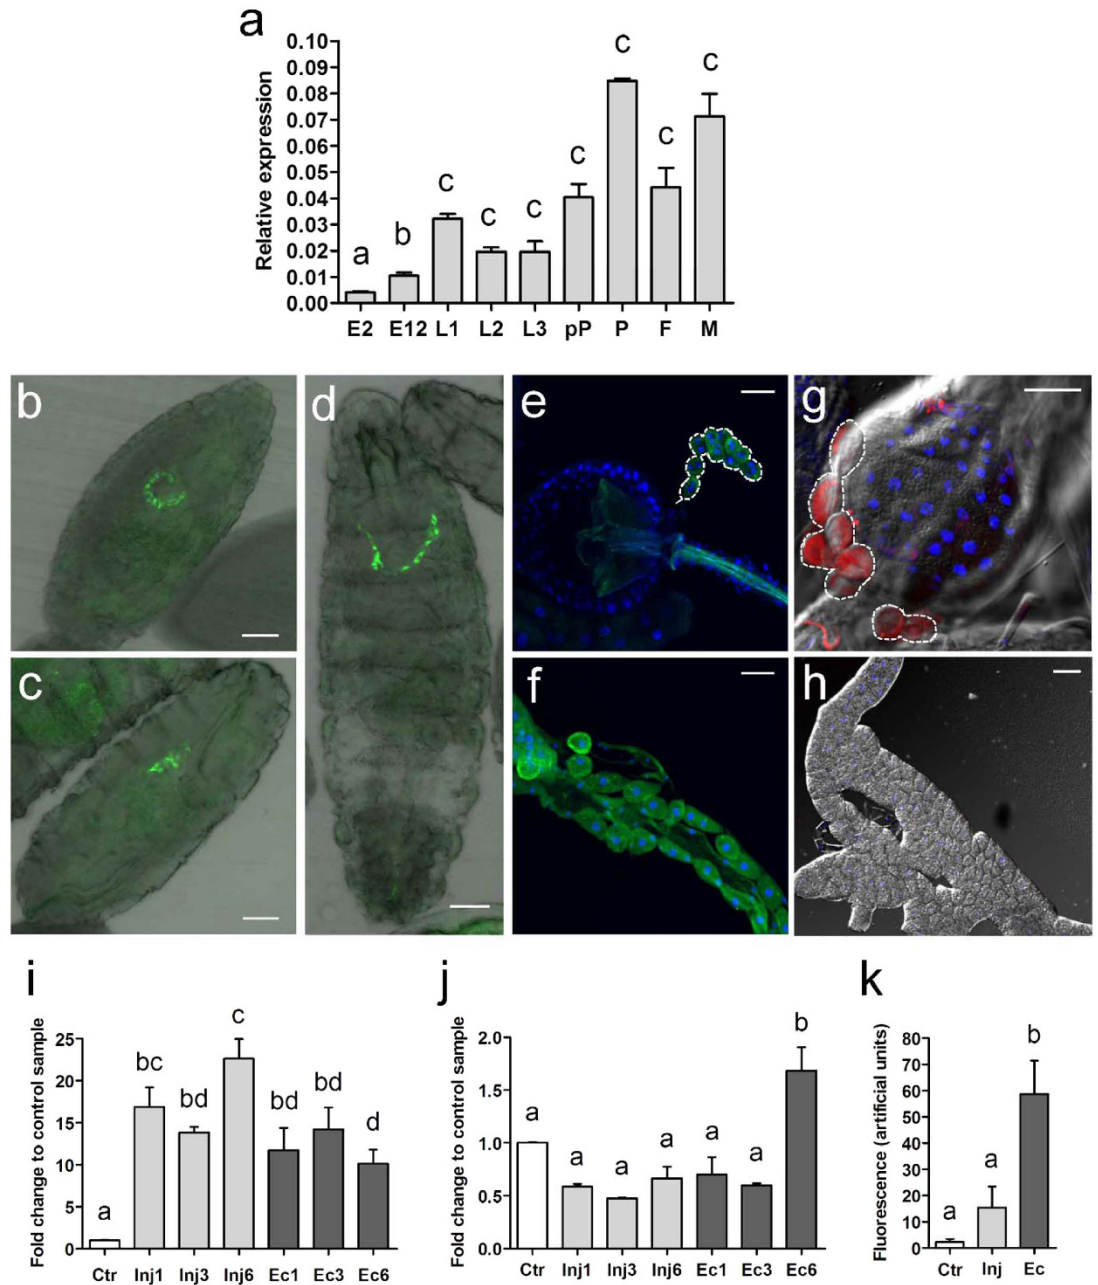 a
Relative expression
0.10
0.09
0.08
0.07
0.06
0.05
0.04
0.03
0.02
0.01
0.00
a b c c c c c c c
E2 E12 L1 L2 L3 pP P F M
b
d
e
g
c
f
h
i
Fold change to control sample
25
20
15
10
5
0
a bc bd c bd bd d
Ctr Inj1 Inj3 Inj6 Ec1 Ec3 Ec6
j
Fold change to control sample
2.0
1.5
1.0
0.5
0.0
a a a a a a b
Ctr Inj1 Inj3 Inj6 Ec1 Ec3 Ec6
k
Fluorescence (artificial units)
80
70
60
50
40
30
20
10
0
a a b
Ctr Inj Ec